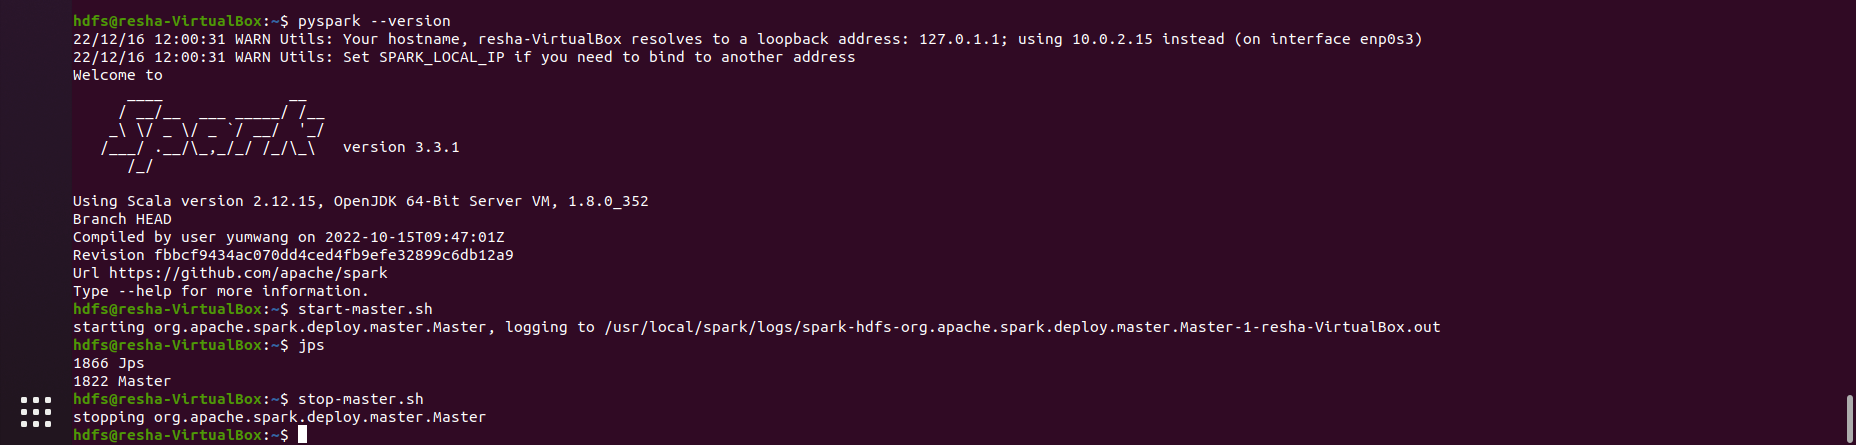 hdfs@resha-VirtualBox:~$ pyspark --version
22/12/16 12:00:31 WARN Utils: Your hostname, resha-VirtualBox resolves to a loopback address: 127.0.1.1; using 10.0.2.15 instead (on interface enp0s3)
22/12/16 12:00:31 WARN Utils: Set SPARK_LOCAL_IP if you need to bind to another address
Welcome to
      ____              __
     / __/__  ___ _____/ /__
    _\ \/ _ \/ _ `/ __/  '_/
   /___/ .__/\_,_/_/ /_/\_\   version 3.3.1
      /_/
Using Scala version 2.12.15, OpenJDK 64-Bit Server VM, 1.8.0_352
Branch HEAD
Compiled by user yumwang on 2022-10-15T09:47:01Z
Revision fbbcf9434ac070dd4ced4fb9efe32899c6db12a9
Url https://github.com/apache/spark
Type --help for more information.
hdfs@resha-VirtualBox:~$ start-master.sh
starting org.apache.spark.deploy.master.Master, logging to /usr/local/spark/logs/spark-hdfs-org.apache.spark.deploy.master.Master-1-resha-VirtualBox.out
hdfs@resha-VirtualBox:~$ jps
1866 Jps
1822 Master
hdfs@resha-VirtualBox:~$ stop-master.sh
stopping org.apache.spark.deploy.master.Master
hdfs@resha-VirtualBox:~$